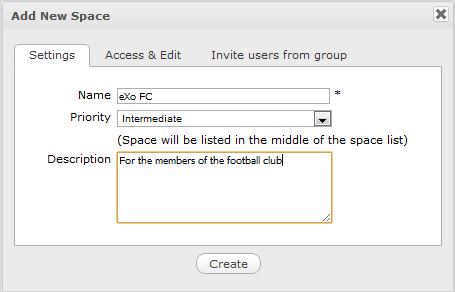 Add New Space
Settings Access & Edit Invite users from group
Name eXo FC *
Priority Intermediate
(Space will be listed in the middle of the space list)
Description For the members of the football club
Create